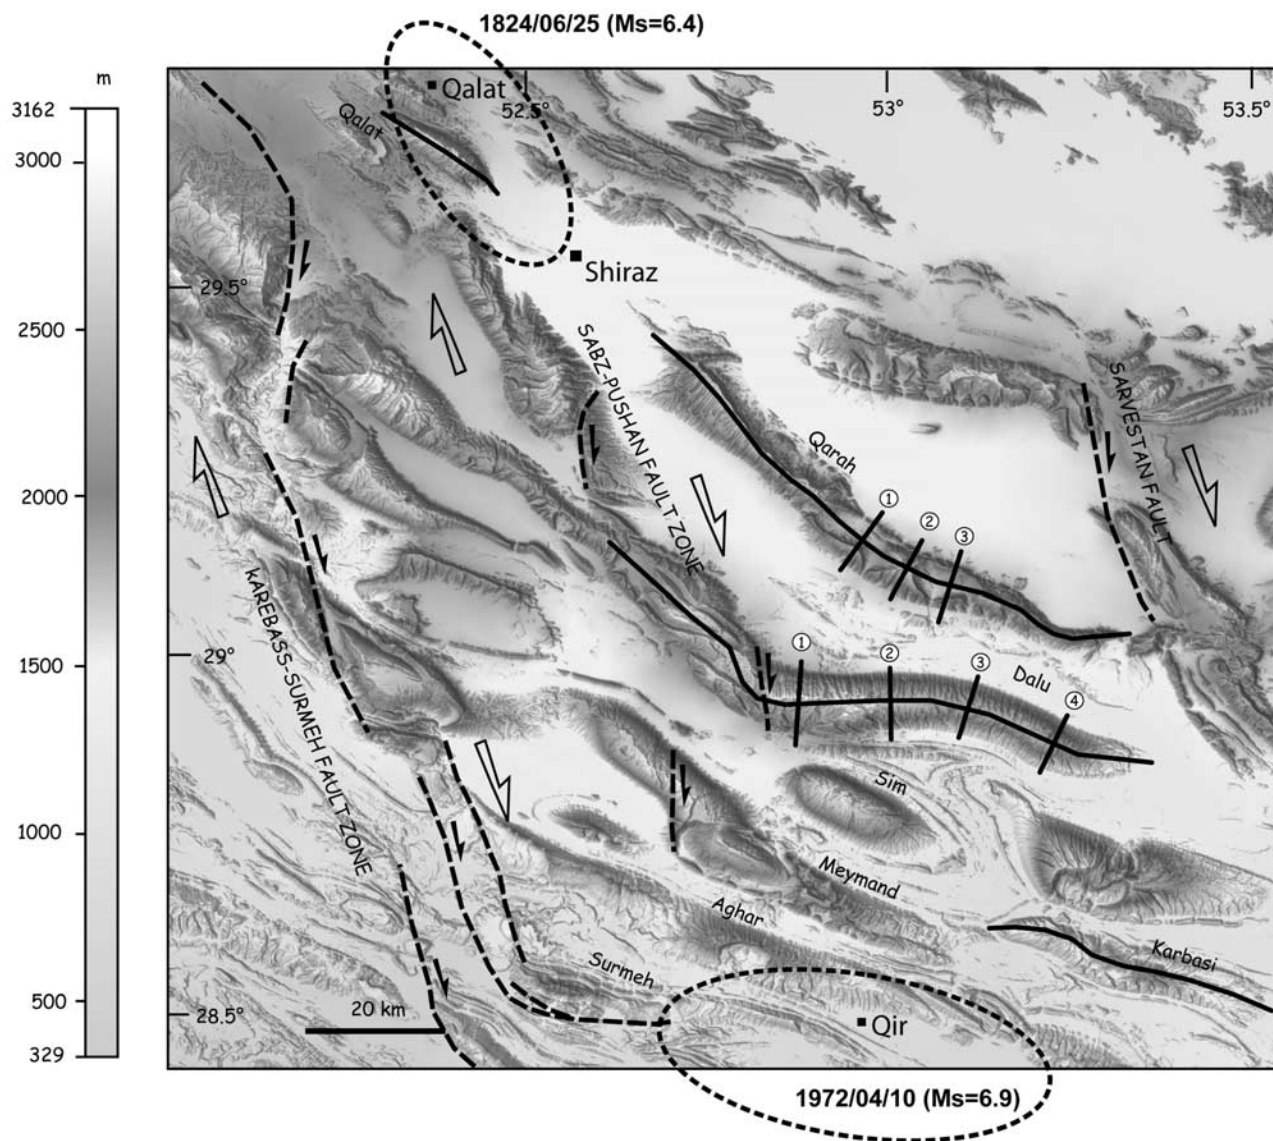 1824/06/25 (Ms=6.4)
m
3162
3000
2500
2000
1500
1000
500
329
Qalat
52.5°
53°
53.5°
Qalat
Shiraz
29.5°
SABZ-PUSHAN FAULT ZONE
SARVESTAN FAULT
Qarah
①
②
③
kAREBASS-SURMEH FAULT ZONE
29°
①
②
③
Dalu
④
Sim
Meymand
Aghar
Surmeh
Karbasi
28.5°
20 km
Qir
1972/04/10 (Ms=6.9)